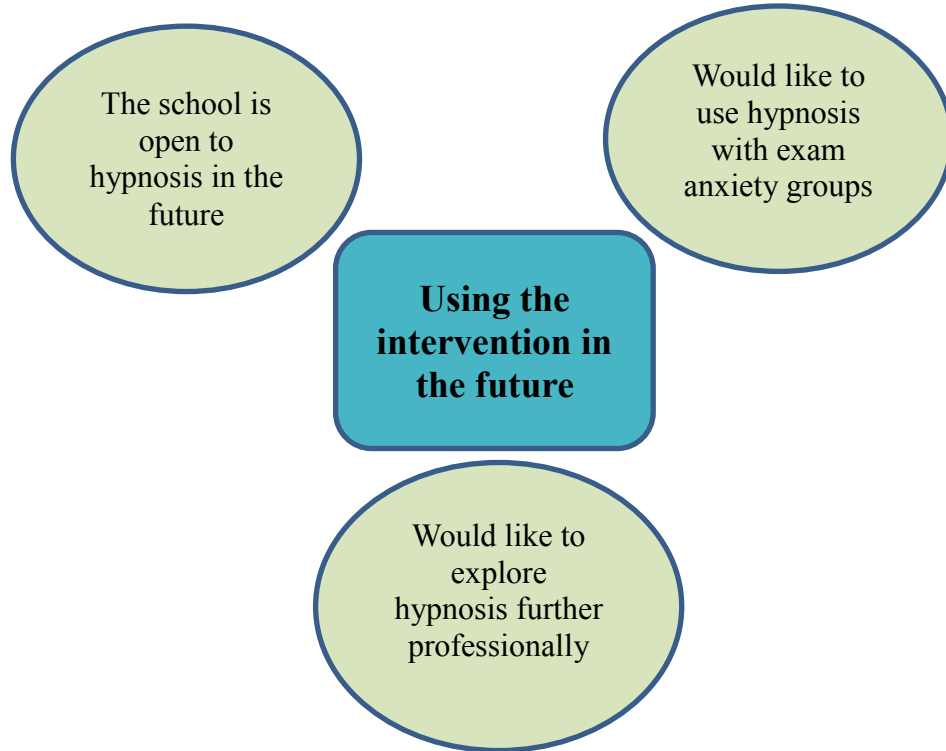 The school is
open to
hypnosis in the
future
Would like to
use hypnosis
with exam
anxiety groups
Using the
intervention in
the future
Would like to
explore
hypnosis further
professionally